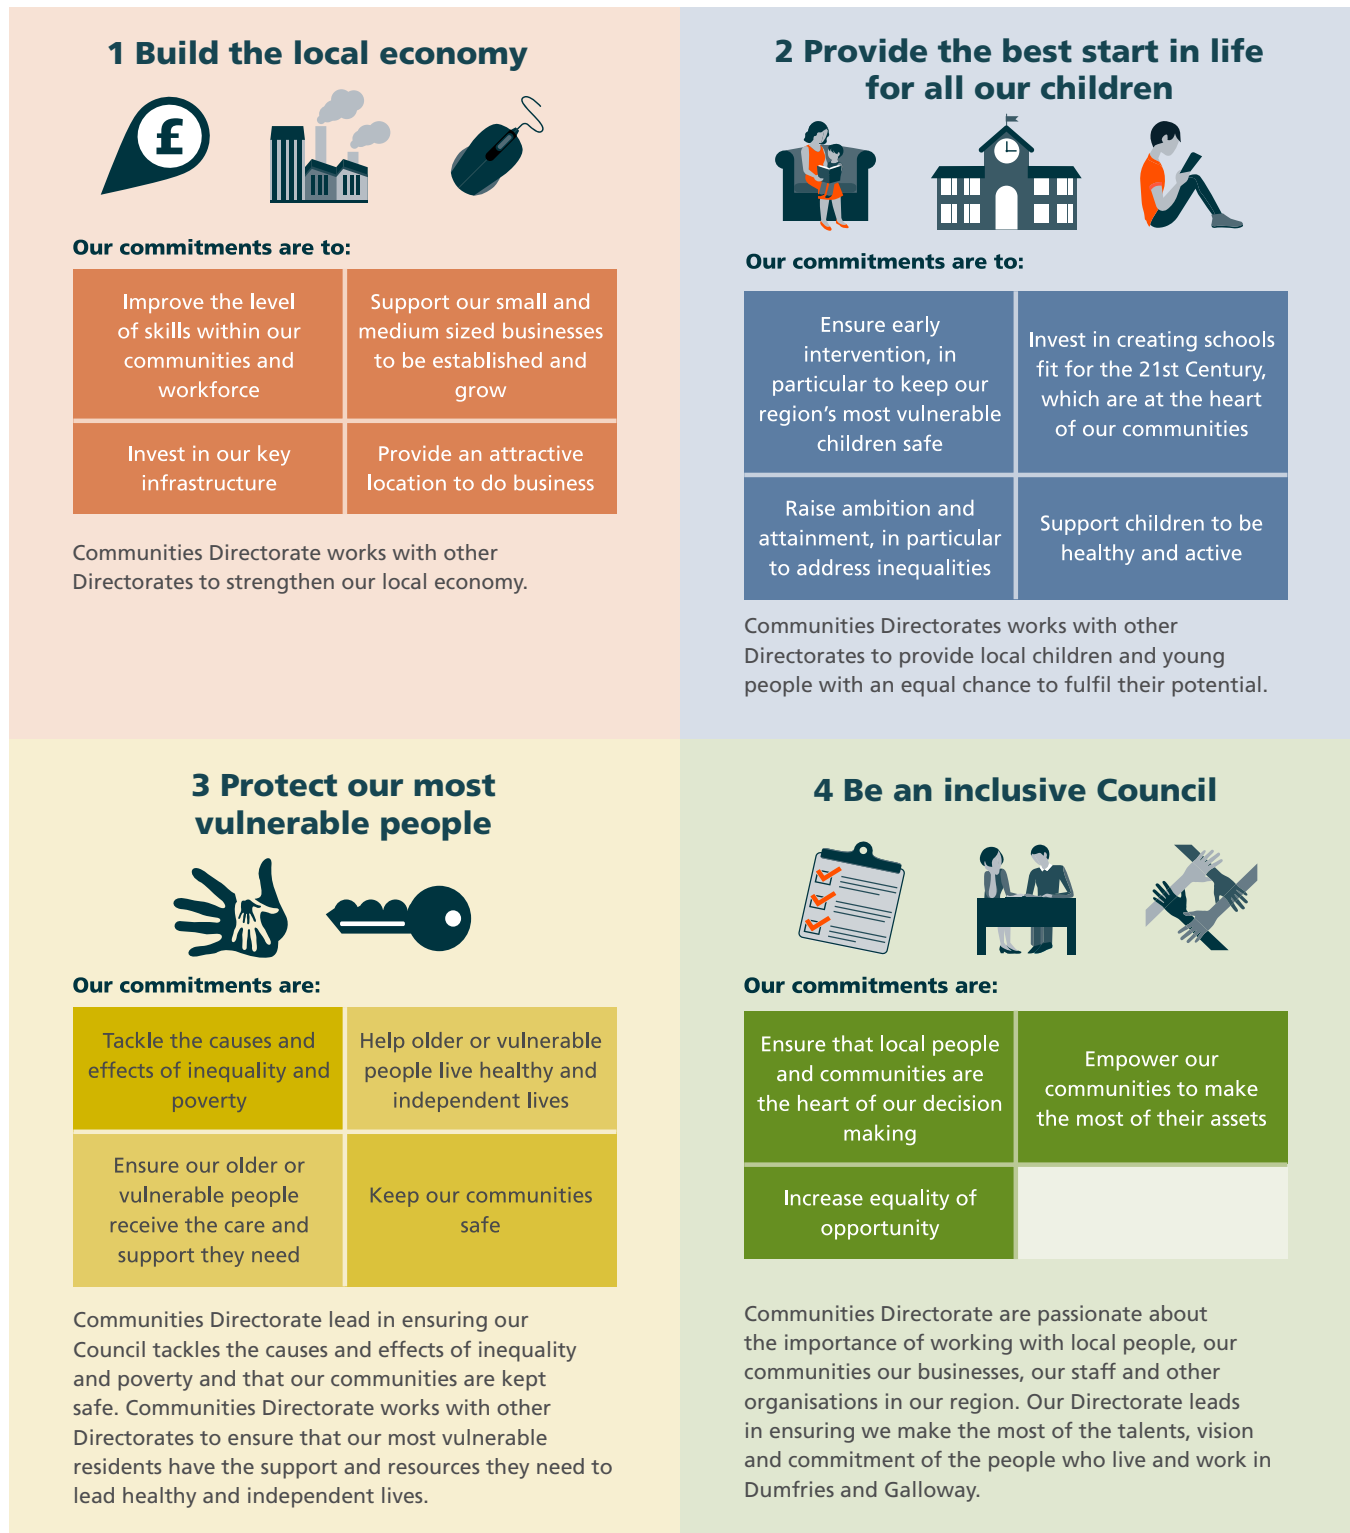 1 Build the local economy
£
Our commitments are to:
Improve the level
of skills within our
communities and
workforce
Support our small and
medium sized businesses
to be established and
grow
Invest in our key
infrastructure
Provide an attractive
location to do business
Communities Directorate works with other
Directorates to strengthen our local economy.
2 Provide the best start in life
for all our children
Our commitments are to:
Ensure early
intervention, in
particular to keep our
region’s most vulnerable
children safe
Invest in creating schools
fit for the 21st Century,
which are at the heart
of our communities
Raise ambition and
attainment, in particular
to address inequalities
Support children to be
healthy and active
Communities Directorates works with other
Directorates to provide local children and young
people with an equal chance to fulfil their potential.
3 Protect our most
vulnerable people
Our commitments are:
Tackle the causes and
effects of inequality and
poverty
Help older or vulnerable
people live healthy and
independent lives
Ensure our older or
vulnerable people
receive the care and
support they need
Keep our communities
safe
Communities Directorate lead in ensuring our
Council tackles the causes and effects of inequality
and poverty and that our communities are kept
safe. Communities Directorate works with other
Directorates to ensure that our most vulnerable
residents have the support and resources they need to
lead healthy and independent lives.
4 Be an inclusive Council
Our commitments are:
Ensure that local people
and communities are
the heart of our decision
making
Empower our
communities to make
the most of their assets
Increase equality of
opportunity
Communities Directorate are passionate about
the importance of working with local people, our
communities our businesses, our staff and other
organisations in our region. Our Directorate leads
in ensuring we make the most of the talents, vision
and commitment of the people who live and work in
Dumfries and Galloway.